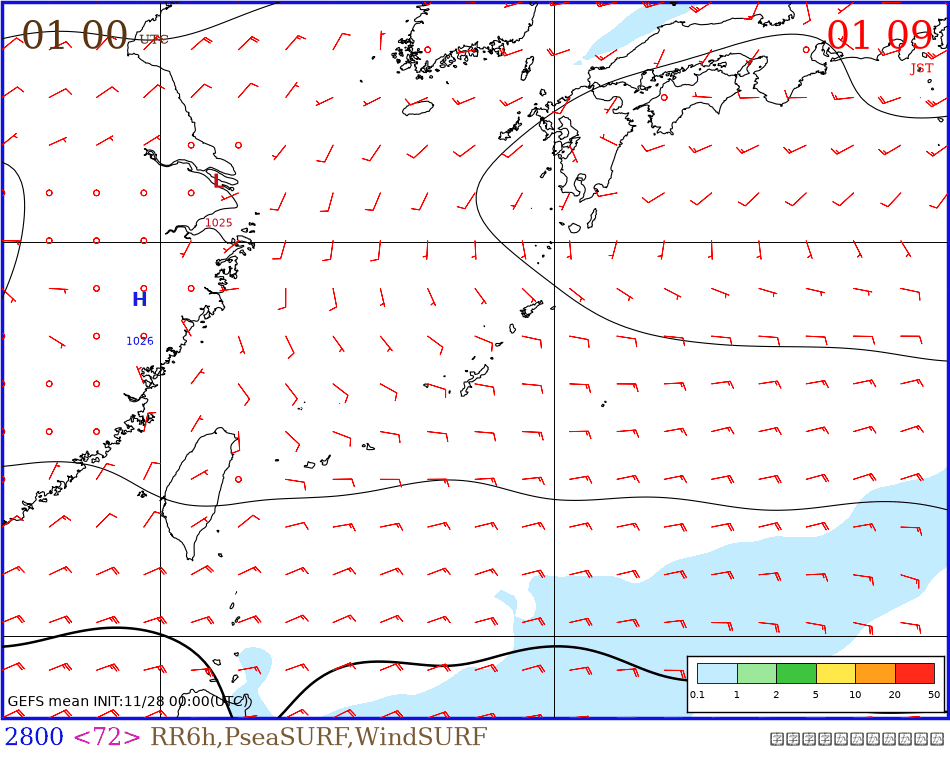 01 00 UTC
01 09
JST
L
1025
H
1026
GEFS mean INIT:11/28 00:00(UTC)
0.1 1 2 5 10 20 50
2800 <72> RR6h,PseaSURF,WindSURF